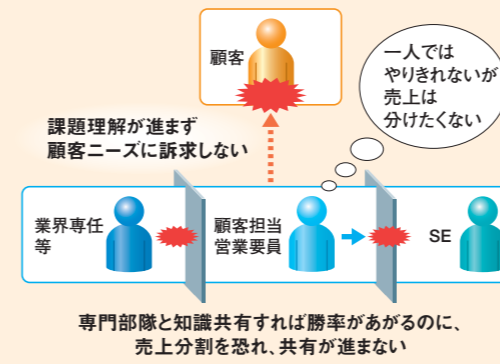 顧客
一人では
やりきれないが
売上は
分けたくない
課題理解が進まず
顧客ニーズに訴求しない
業界専任
等
顧客担当
営業要員
SE
専門部隊と知識共有すれば勝率があがるのに、
売上分割を恐れ、共有が進まない